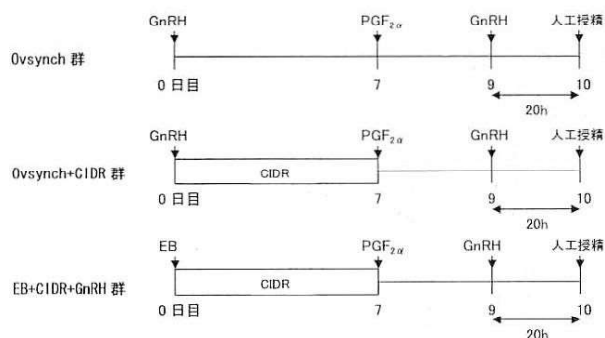 GnRH PGF2α GnRH 人工授精
Ovsynch 群
0 日目 7 9 10
20h
GnRH PGF2α GnRH 人工授精
Ovsynch+CIDR 群 CIDR
0 日目 7 9 10
20h
EB PGF2α GnRH 人工授精
EB+CIDR+GnRH 群 CIDR
0 日目 7 9 10
20h